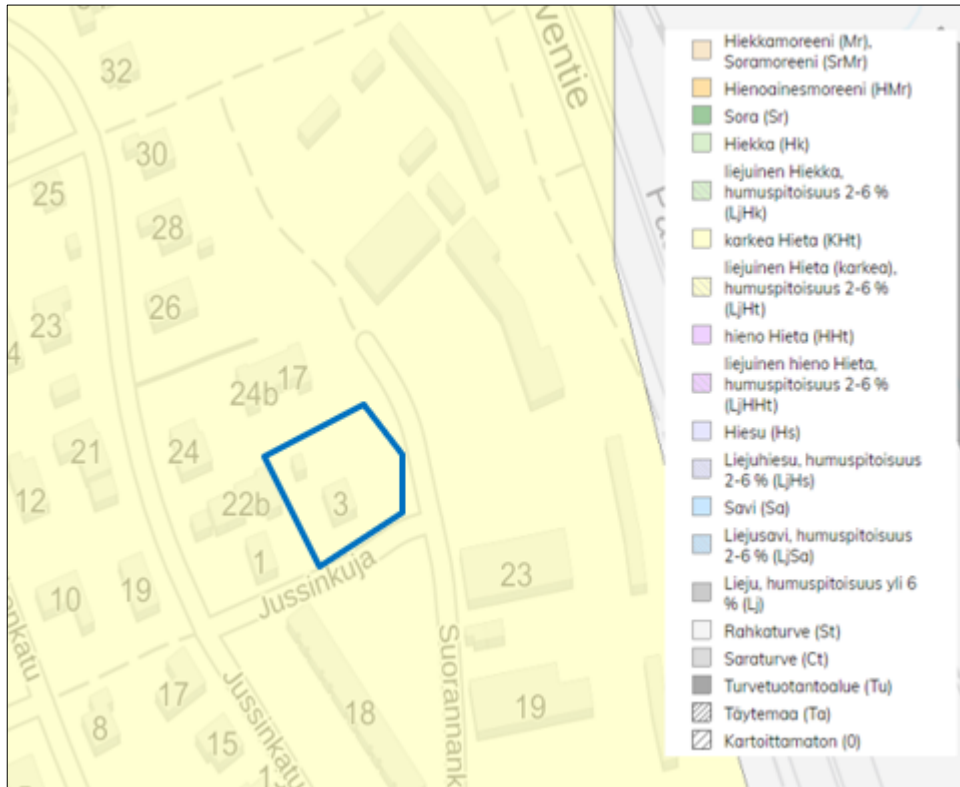 32
30
25
28
26
23
24b
17
24
21
12
22b
3
1
10
19
8
17
15
18
23
19
Jussinkuja
Jussinkatu
Suorannank
enkatu
ventie
Hiekkamoreeni (Mr),
Soramoreeni (SrMr)
Hienoainesmoreeni (HMr)
Sora (Sr)
Hiekka (Hk)
liejuinen Hiekka,
humuspitoisuus 2-6 %
(LjHk)
karkea Hieta (KHt)
liejuinen Hieta (karkea),
humuspitoisuus 2-6 %
(LjHt)
hieno Hieta (HHt)
liejuinen hieno Hieta,
humuspitoisuus 2-6 %
(LjHHt)
Hiesu (Hs)
Liejuhiesu, humuspitoisuus
2-6 % (LjHs)
Savi (Sa)
Liejusavi, humuspitoisuus
2-6 % (LjSa)
Lieju, humuspitoisuus yli 6
% (Lj)
Rahkaturve (St)
Saraturve (Ct)
Turvetuotantoalue (Tu)
Täytemaa (Ta)
Kartoittamaton (0)